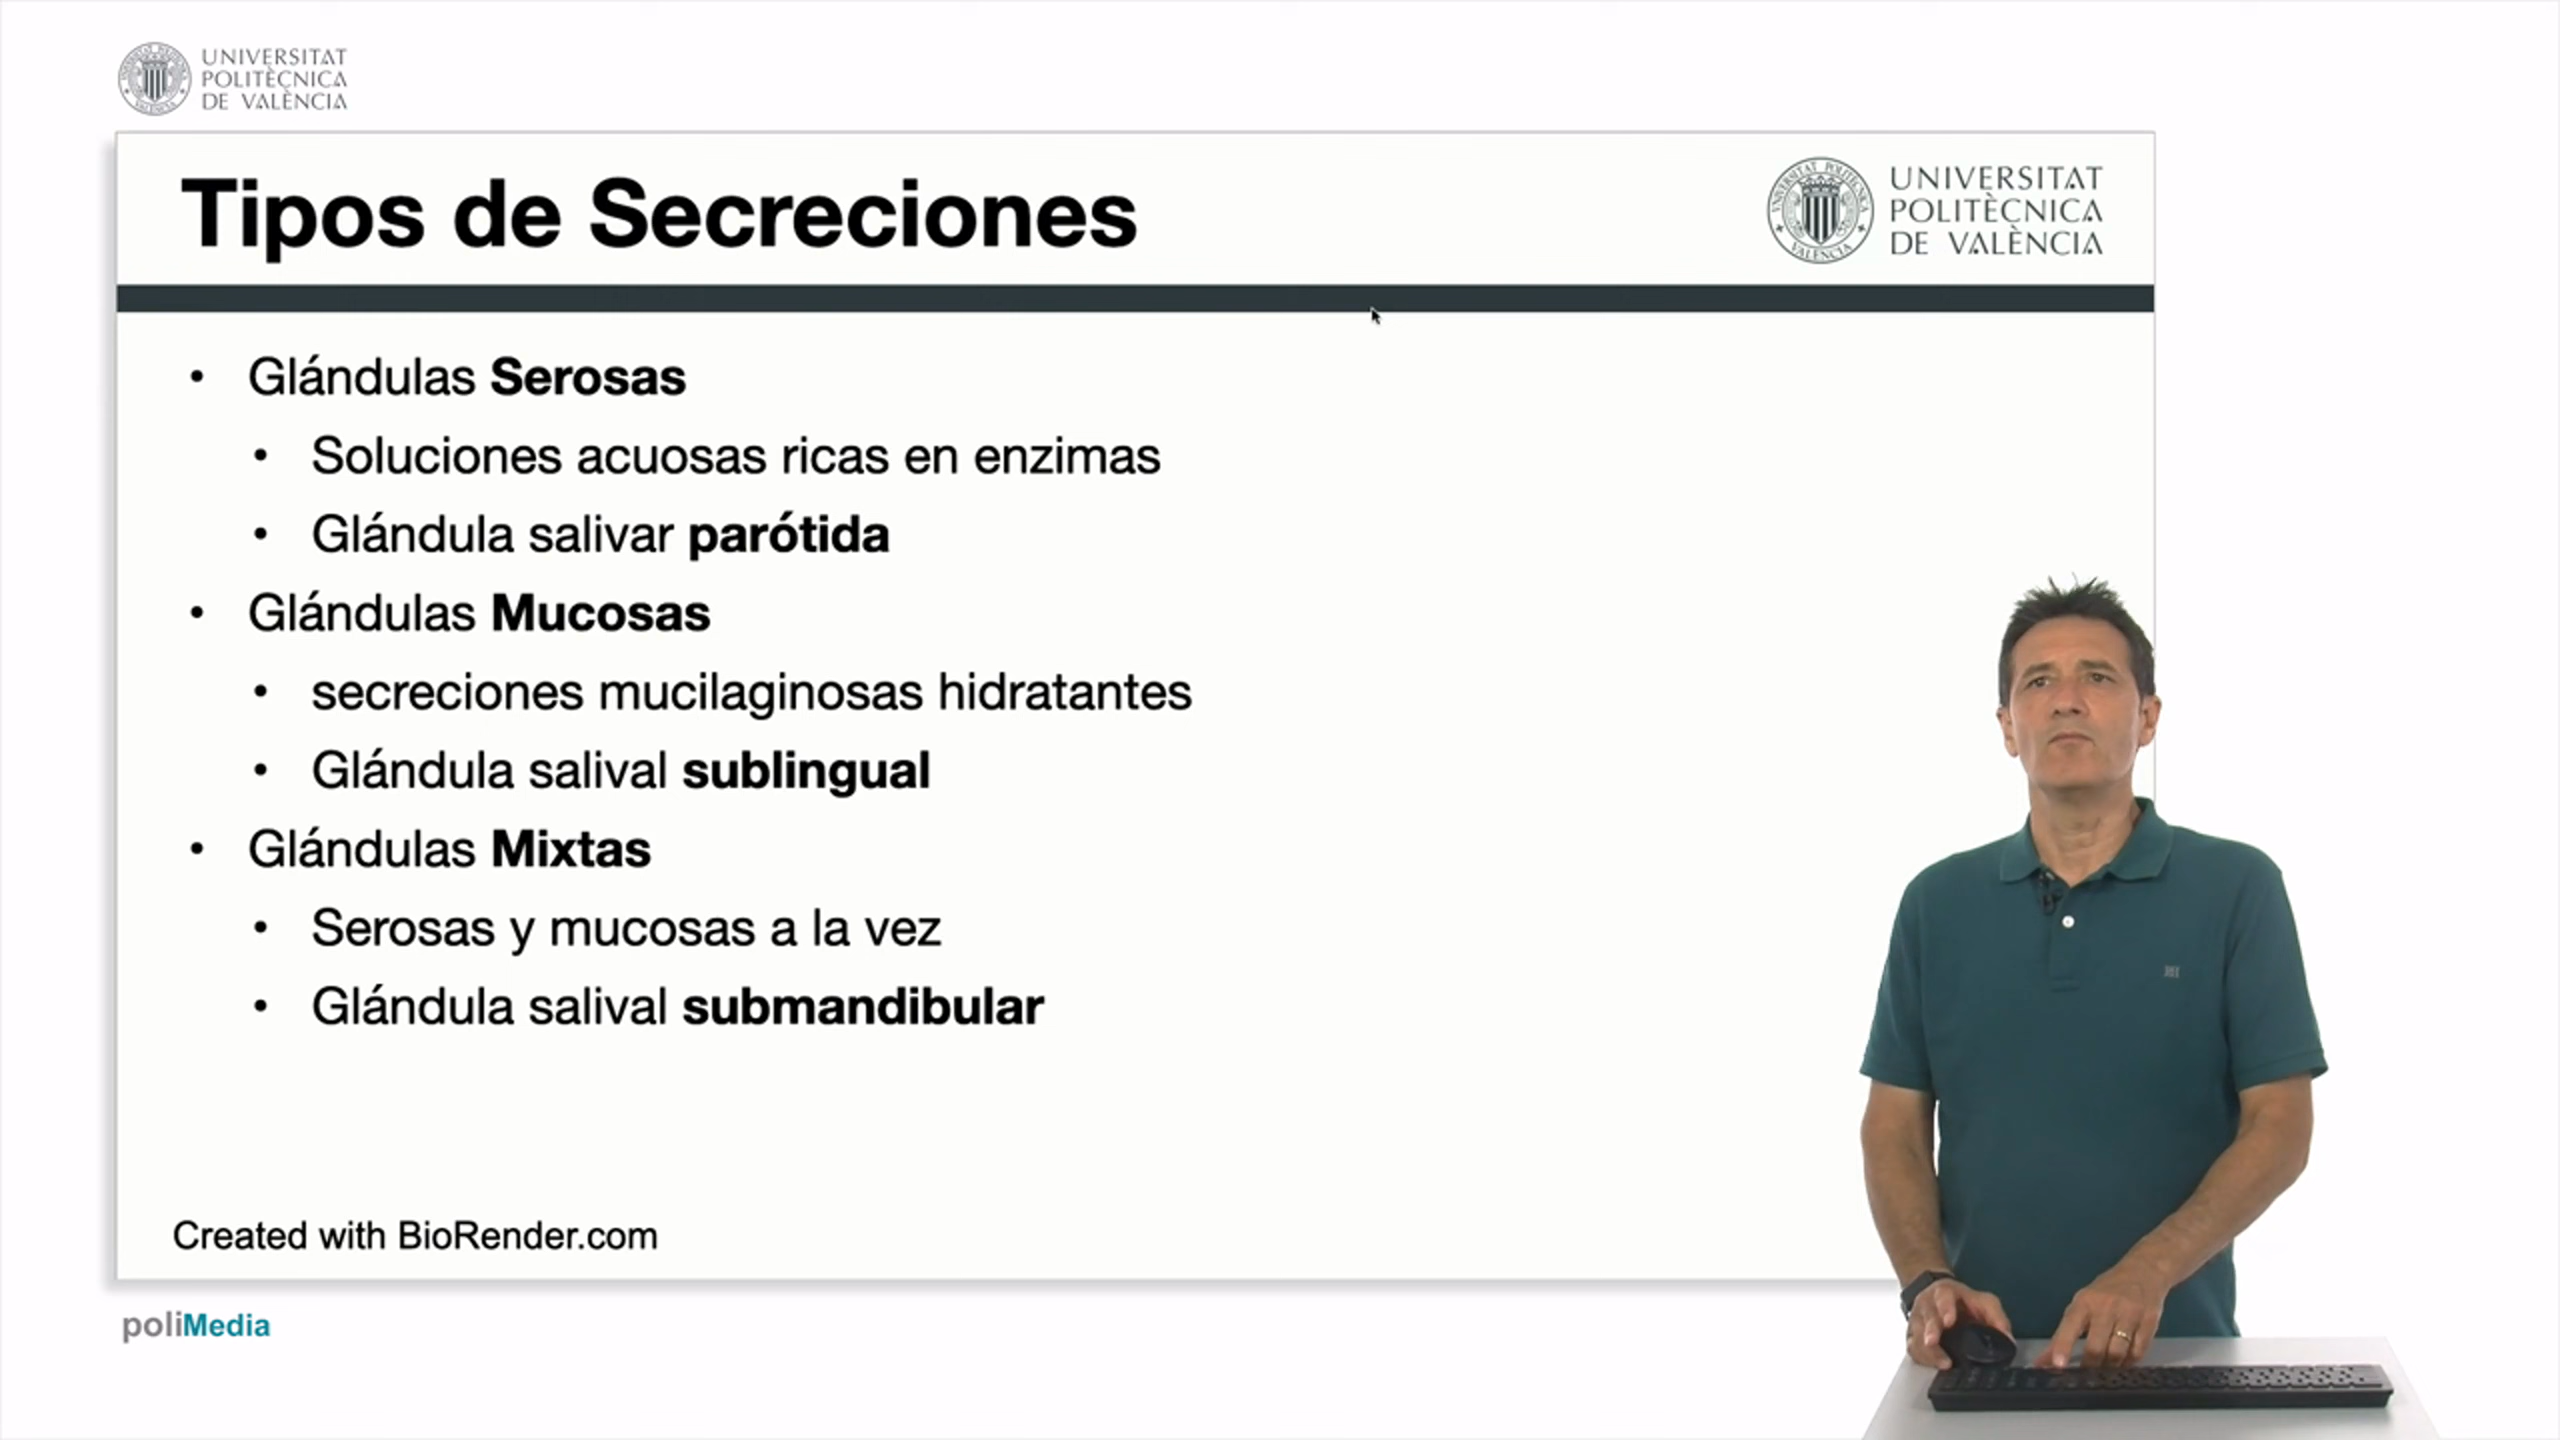 UNIVERSITAT
POLITÈCNICA
DE VALÈNCIA
Tipos de Secreciones
UNIVERSITAT
POLITÈCNICA
DE VALÈNCIA
• Glándulas Serosas
• Soluciones acuosas ricas en enzimas
• Glándula salivar parótida
• Glándulas Mucosas
• secreciones mucilaginosas hidratantes
• Glándula salival sublingual
• Glándulas Mixtas
• Serosas y mucosas a la vez
• Glándula salival submandibular
Created with BioRender.com
poliMedia